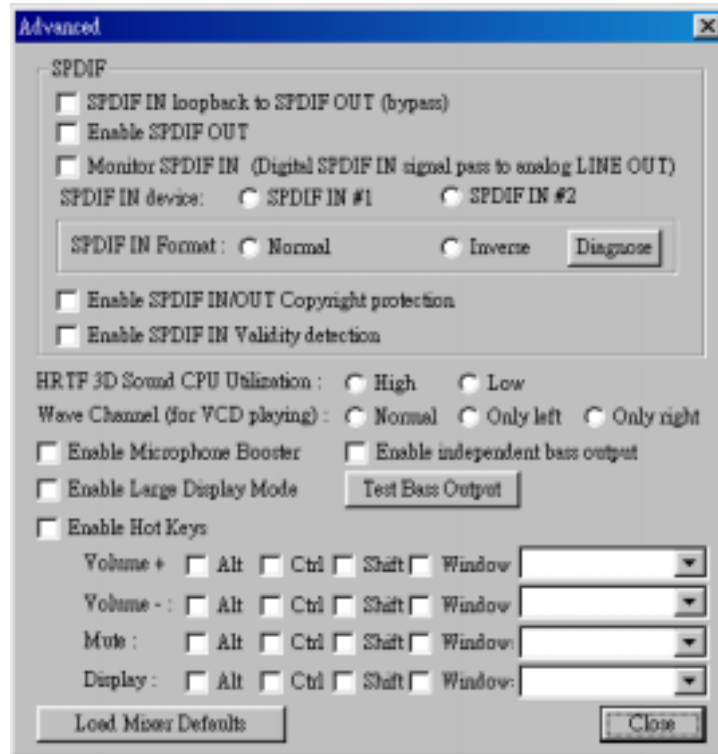 Advanced
SPDIF
SPDIF IN loopback to SPDIF OUT (bypass)
Enable SPDIF OUT
Monitor SPDIF IN (Digital SPDIF IN signal pass to analog LINE OUT)
SPDIF IN device: SPDIF IN #1 SPDIF IN #2
SPDIF IN Format : Normal Inverse Diagnose
Enable SPDIF IN/OUT Copyright protection
Enable SPDIF IN Validity detection
HRTF 3D Sound CPU Utilization : High Low
Wave Channel (for VCD playing) : Normal Only left Only right
Enable Microphone Booster Enable independent bass output
Enable Large Display Mode Test Bass Output
Enable Hot Keys
Volume + Alt Ctrl Shift Window
Volume - : Alt Ctrl Shift Window
Mute : Alt Ctrl Shift Window:
Display : Alt Ctrl Shift Window:
Load Mixer Defaults Close